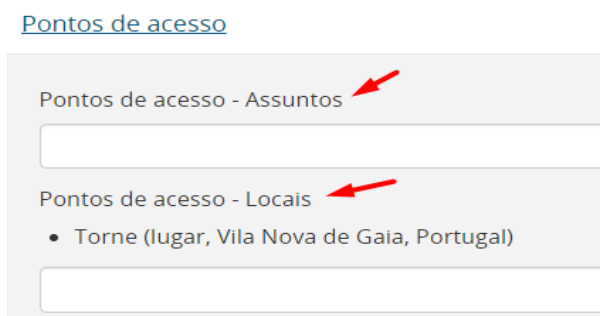 Pontos de acesso
Pontos de acesso - Assuntos
Pontos de acesso - Locais
• Torne (lugar, Vila Nova de Gaia, Portugal)